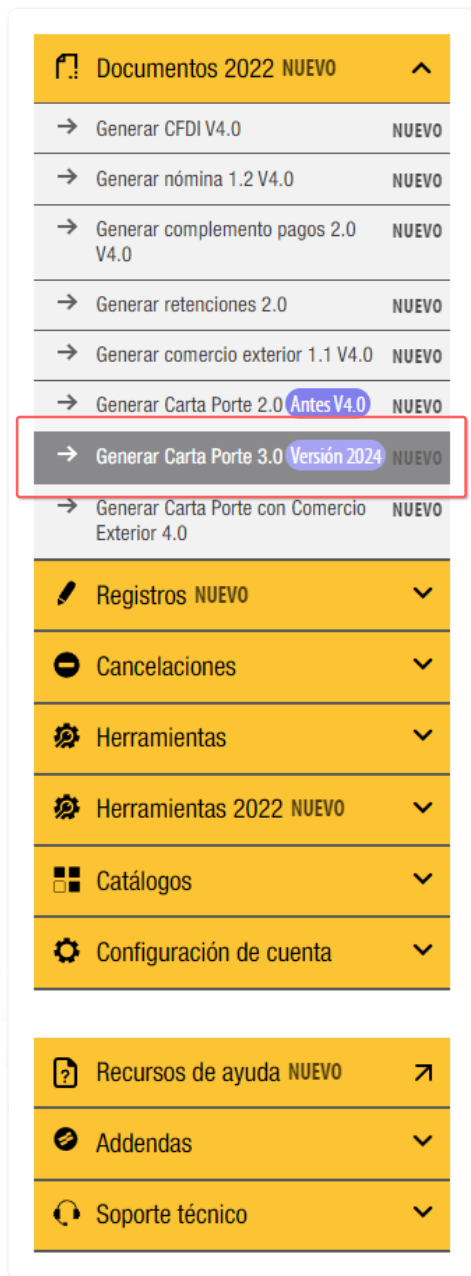 Documentos 2022 NUEVO
Generar CFDI V4.0 NUEVO
Generar nómina 1.2 V4.0 NUEVO
Generar complemento pagos 2.0 NUEVO
V4.0
Generar retenciones 2.0 NUEVO
Generar comercio exterior 1.1 V4.0 NUEVO
Generar Carta Porte 2.0 Antes V4.0 NUEVO
Generar Carta Porte 3.0 Versión 2024 NUEVO
Generar Carta Porte con Comercio NUEVO
Exterior 4.0
Registros NUEVO
Cancelaciones
Herramientas
Herramientas 2022 NUEVO
Catálogos
Configuración de cuenta
Recursos de ayuda NUEVO
Addendas
Soporte técnico